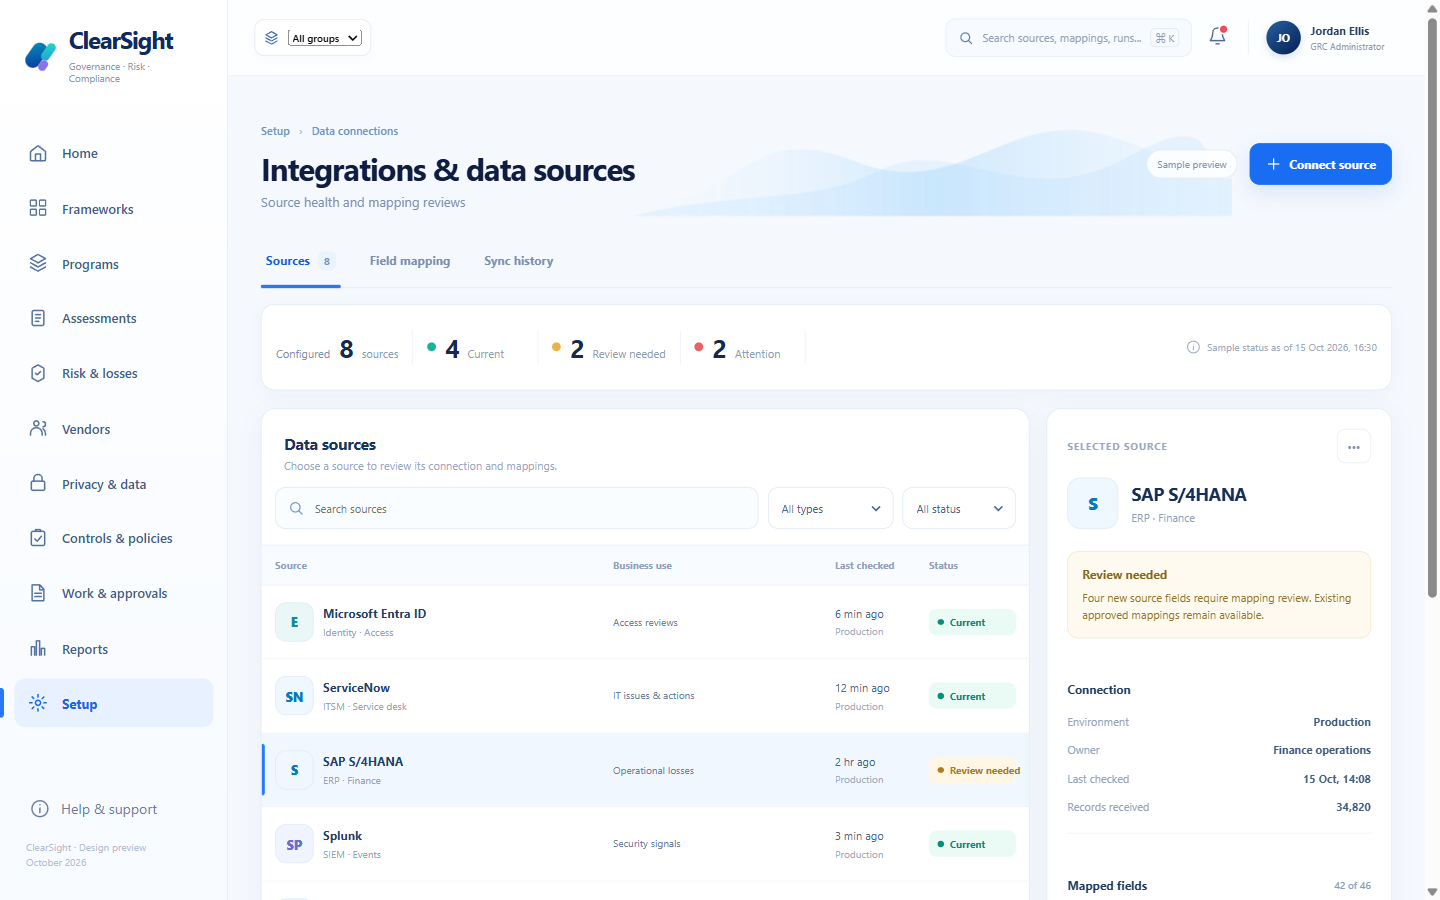 ClearSight
Governance · Risk ·
Compliance
All groups
Search sources, mappings, runs...
⌘ K
JO
Jordan Ellis
GRC Administrator
Home
Frameworks
Programs
Assessments
Risk & losses
Vendors
Privacy & data
Controls & policies
Work & approvals
Reports
Setup
Help & support
ClearSight · Design preview
October 2026
Setup › Data connections
Integrations & data sources
Source health and mapping reviews
Sample preview
Connect source
Sources 8
Field mapping
Sync history
Configured 8 sources
4 Current
2 Review needed
2 Attention
Sample status as of 15 Oct 2026, 16:30
Data sources
Choose a source to review its connection and mappings.
Search sources
All types
All status
Source Business use Last checked Status
E Microsoft Entra ID
Identity · Access
Access reviews
6 min ago
Production
Current
SN ServiceNow
ITSM · Service desk
IT issues & actions
12 min ago
Production
Current
S SAP S/4HANA
ERP · Finance
Operational losses
2 hr ago
Production
Review needed
SP Splunk
SIEM · Events
Security signals
3 min ago
Production
Current
SELECTED SOURCE
S
SAP S/4HANA
ERP · Finance
Review needed
Four new source fields require mapping review. Existing
approved mappings remain available.
Connection
Environment Production
Owner Finance operations
Last checked 15 Oct, 14:08
Records received 34,820
Mapped fields 42 of 46